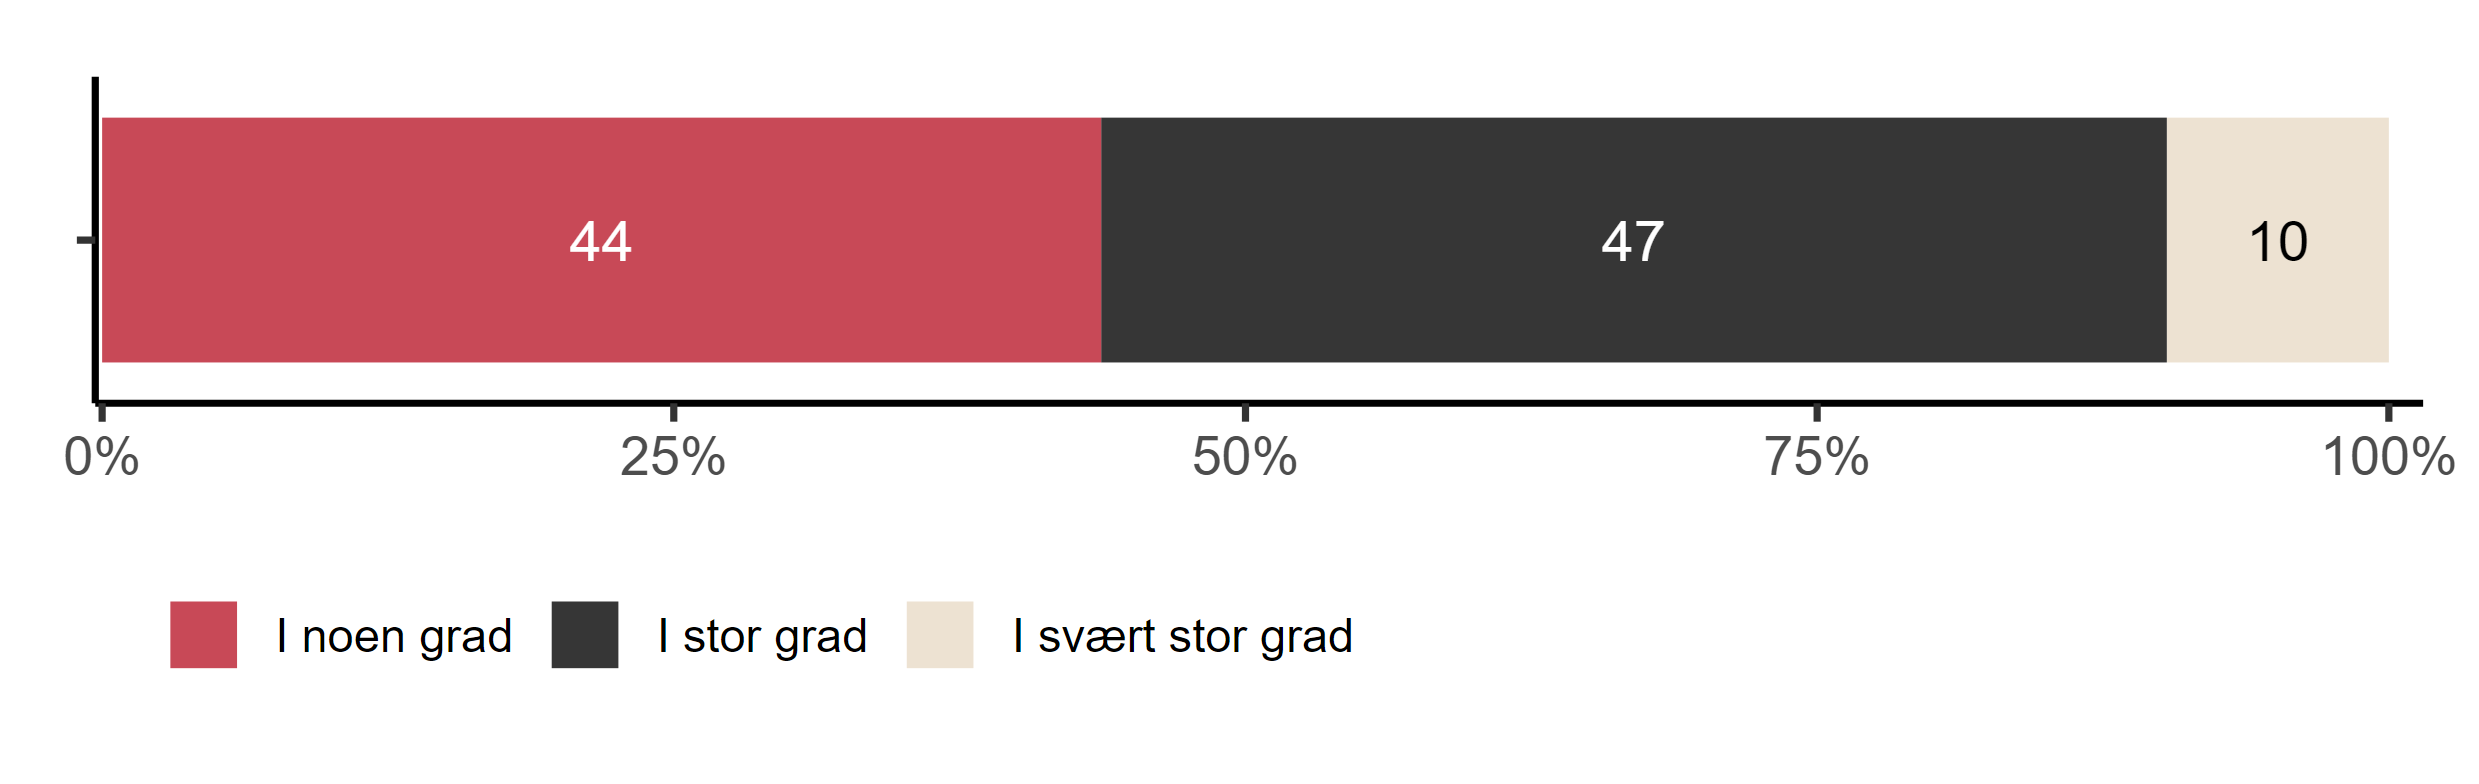 44 47 10
0% 25% 50% 75% 100%
I noen grad I stor grad I svært stor grad